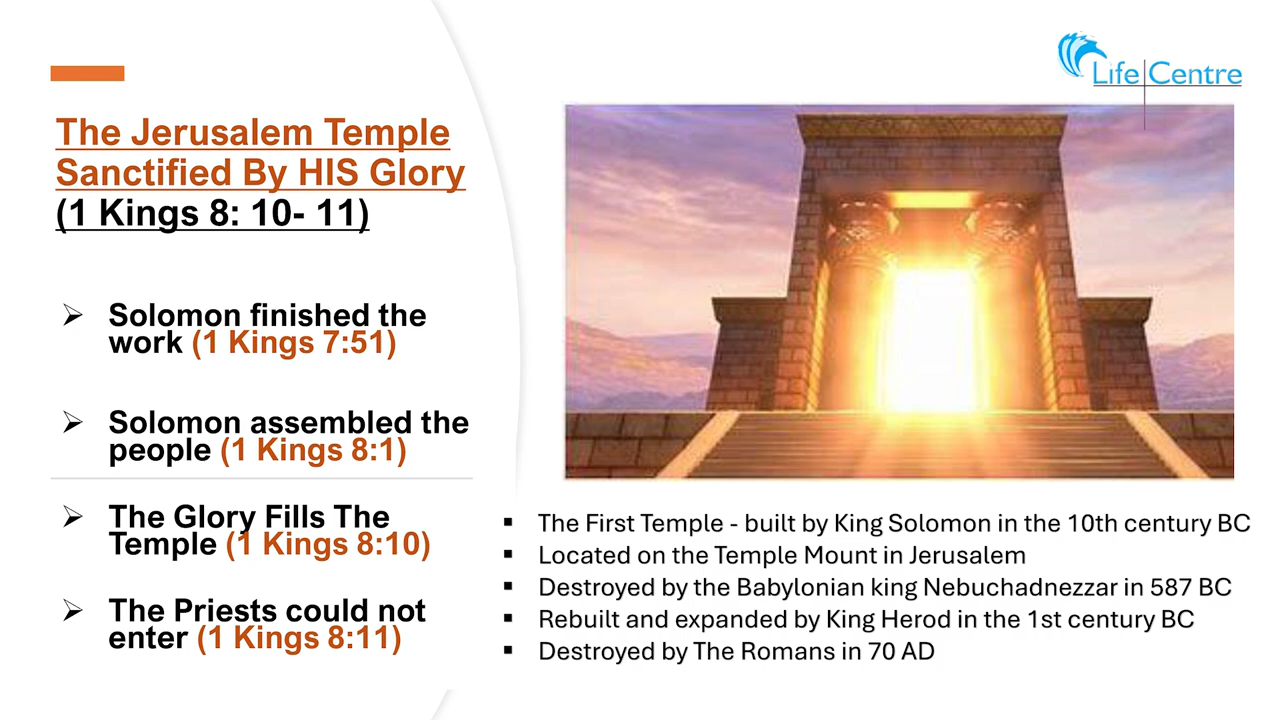 Life Centre
The Jerusalem Temple
Sanctified By HIS Glory
(1 Kings 8: 10- 11)
Solomon finished the
work (1 Kings 7:51)
Solomon assembled the
people (1 Kings 8:1)
The Glory Fills The
Temple (1 Kings 8:10)
The Priests could not
enter (1 Kings 8:11)
The First Temple - built by King Solomon in the 10th century BC
Located on the Temple Mount in Jerusalem
Destroyed by the Babylonian king Nebuchadnezzar in 587 BC
Rebuilt and expanded by King Herod in the 1st century BC
Destroyed by The Romans in 70 AD